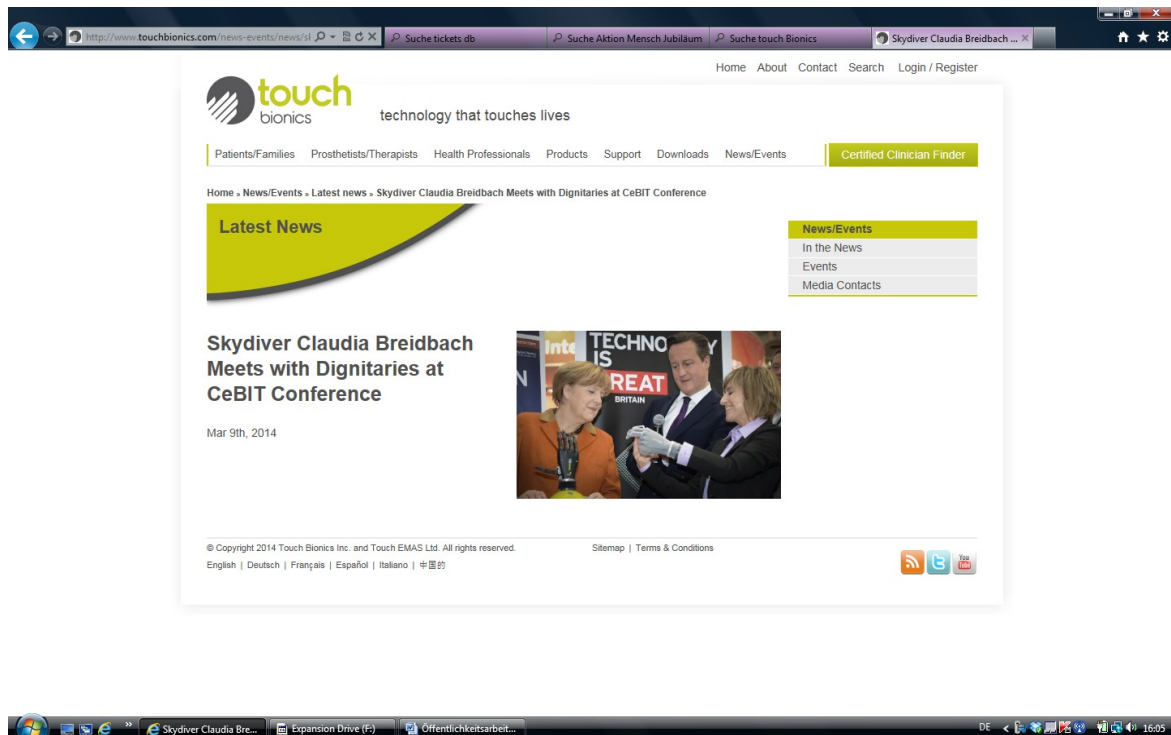 http://www.touchbionics.com/news-events/news/sl
Suche tickets db
Suche Aktion Mensch Jubiläum
Suche touch Bionics
Skydiver Claudia Breidbach ...
Home About Contact Search Login / Register
touch
bionics
technology that touches lives
Patients/Families Prosthetists/Therapists Health Professionals Products Support Downloads News/Events Certified Clinician Finder
Home » News/Events » Latest news » Skydiver Claudia Breidbach Meets with Dignitaries at CeBIT Conference
Latest News
News/Events
In the News
Events
Media Contacts
Skydiver Claudia Breidbach
Meets with Dignitaries at
CeBIT Conference
Mar 9th, 2014
Inte
TECHNO Y
IS
REAT
BRITAIN
N
© Copyright 2014 Touch Bionics Inc. and Touch EMAS Ltd. All rights reserved. Sitemap | Terms & Conditions
English | Deutsch | Français | Español | Italiano | 中国的
You
Tube
Skydiver Claudia Bre... Expansion Drive (F:) Öffentlichkeitsarbeit... DE 16:05